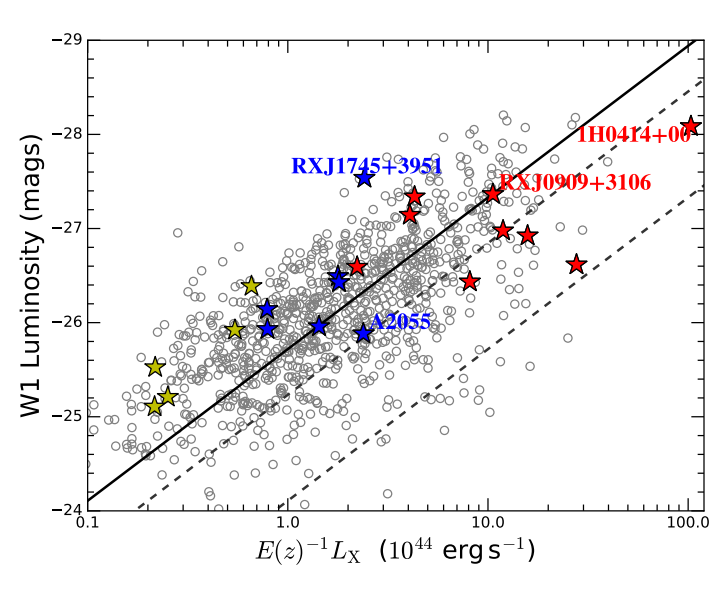 −29
−28
−27
−26
−25
−24
W1 Luminosity (mags)
1H0414+00
RXJ1745+3951
RXJ0909+3106
A2055
0.1 1.0 10.0 100.0
E(z)⁻¹L_X (10⁴⁴ erg s⁻¹)